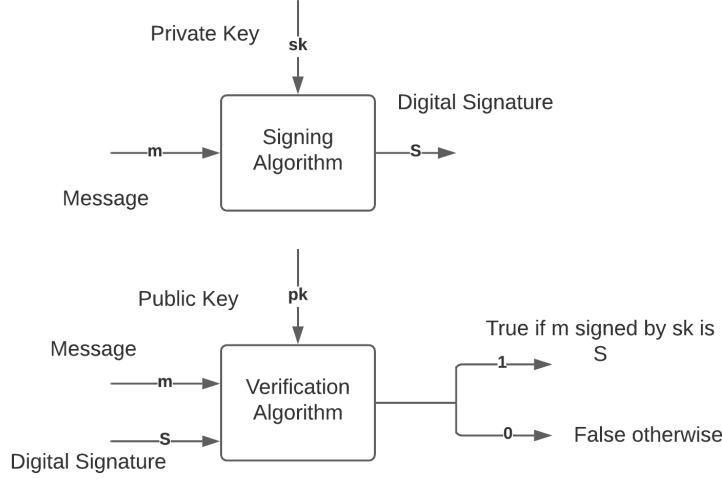 Private Key
sk
Digital Signature
Signing
Algorithm
m
S
Message
Public Key
pk
True if m signed by sk is
S
Message
1
m
Verification
Algorithm
S
0
False otherwise
Digital Signature